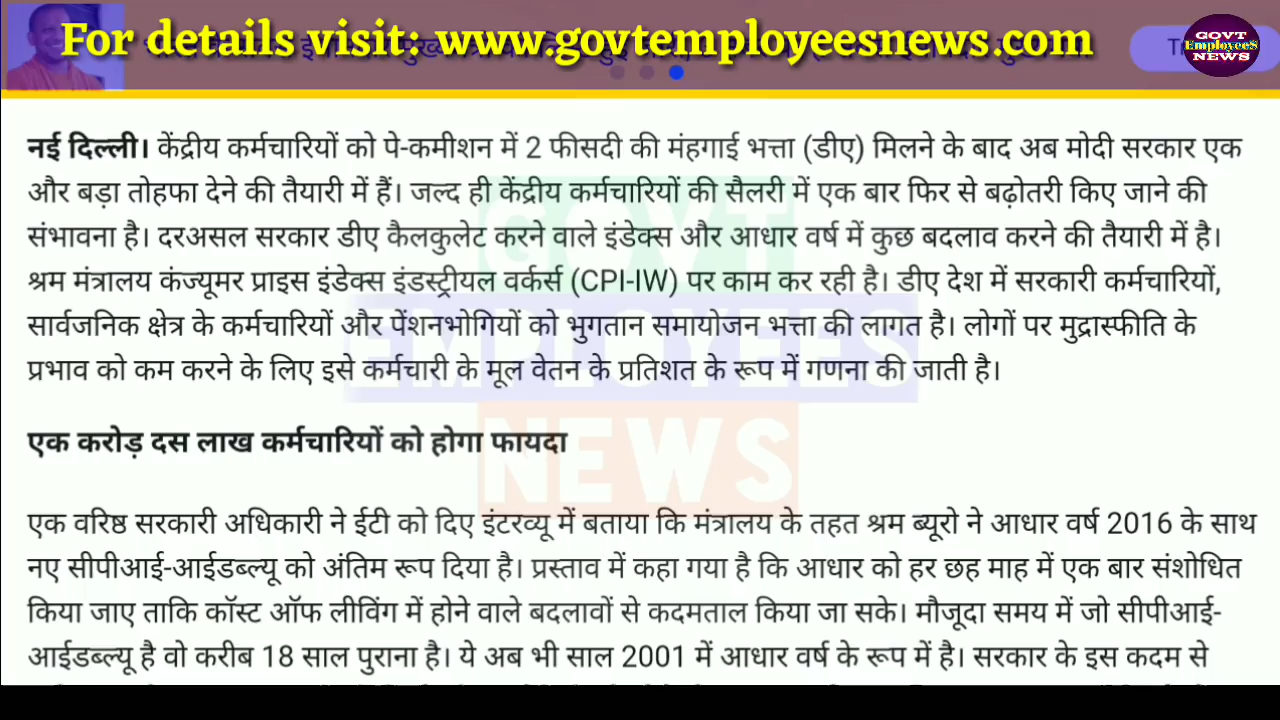 For details visit: www.govtemployeesnews.com
GOVT
EmployeeS
NEWS
नई दिल्ली। केंद्रीय कर्मचारियों को पे-कमीशन में 2 फीसदी की मंहगाई भत्ता (डीए) मिलने के बाद अब मोदी सरकार एक
और बड़ा तोहफा देने की तैयारी में हैं। जल्द ही केंद्रीय कर्मचारियों की सैलरी में एक बार फिर से बढ़ोतरी किए जाने की
संभावना है। दरअसल सरकार डीए कैलकुलेट करने वाले इंडेक्स और आधार वर्ष में कुछ बदलाव करने की तैयारी में है।
श्रम मंत्रालय कंज्यूमर प्राइस इंडेक्स इंडस्ट्रीयल वर्कर्स (CPI-IW) पर काम कर रही है। डीए देश में सरकारी कर्मचारियों,
सार्वजनिक क्षेत्र के कर्मचारियों और पेंशनभोगियों को भुगतान समायोजन भत्ता की लागत है। लोगों पर मुद्रास्फीति के
प्रभाव को कम करने के लिए इसे कर्मचारी के मूल वेतन के प्रतिशत के रूप में गणना की जाती है।
GOVT
EMPLOYEES
NEWS
एक करोड़ दस लाख कर्मचारियों को होगा फायदा
एक वरिष्ठ सरकारी अधिकारी ने ईटी को दिए इंटरव्यू में बताया कि मंत्रालय के तहत श्रम ब्यूरो ने आधार वर्ष 2016 के साथ
नए सीपीआई-आईडब्ल्यू को अंतिम रूप दिया है। प्रस्ताव में कहा गया है कि आधार को हर छह माह में एक बार संशोधित
किया जाए ताकि कॉस्ट ऑफ लीविंग में होने वाले बदलावों से कदमताल किया जा सके। मौजूदा समय में जो सीपीआई-
आईडब्ल्यू है वो करीब 18 साल पुराना है। ये अब भी साल 2001 में आधार वर्ष के रूप में है। सरकार के इस कदम से